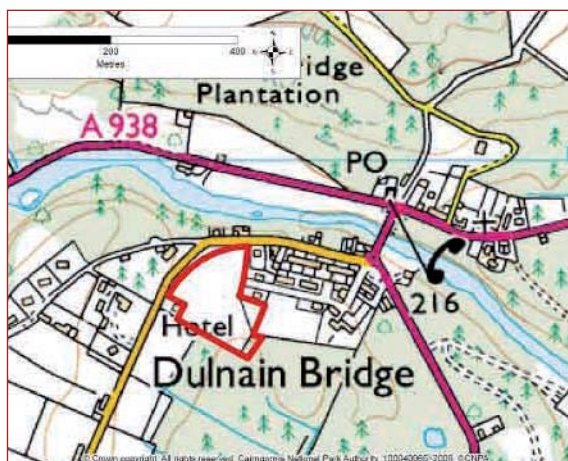 200 400
Metres
ridge
Plantation
A 938
PO
216
Hotel
Dulnain Bridge
© Crown copyright. All rights reserved. Cairngorms National Park Authority. 100040965 2009. ©CNPA